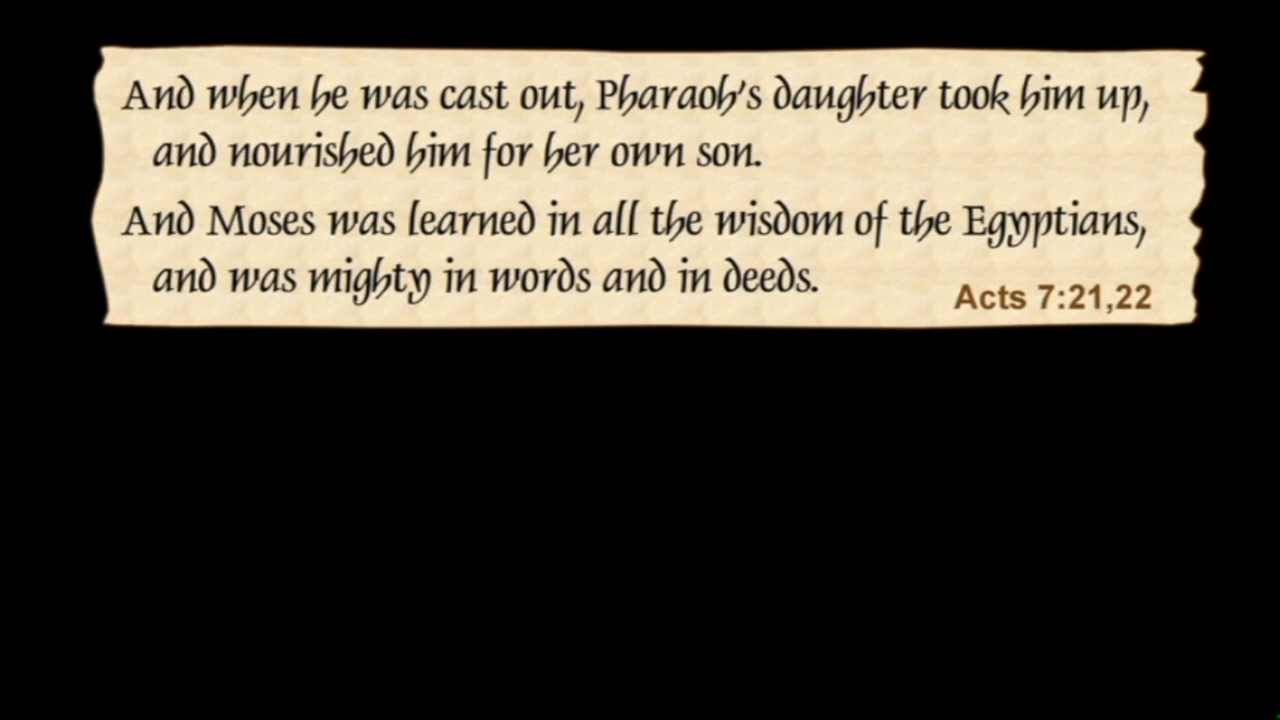 And when he was cast out, Pharaoh's daughter took him up,
and nourished him for her own son.
And Moses was learned in all the wisdom of the Egyptians,
and was mighty in words and in deeds.
Acts 7:21,22